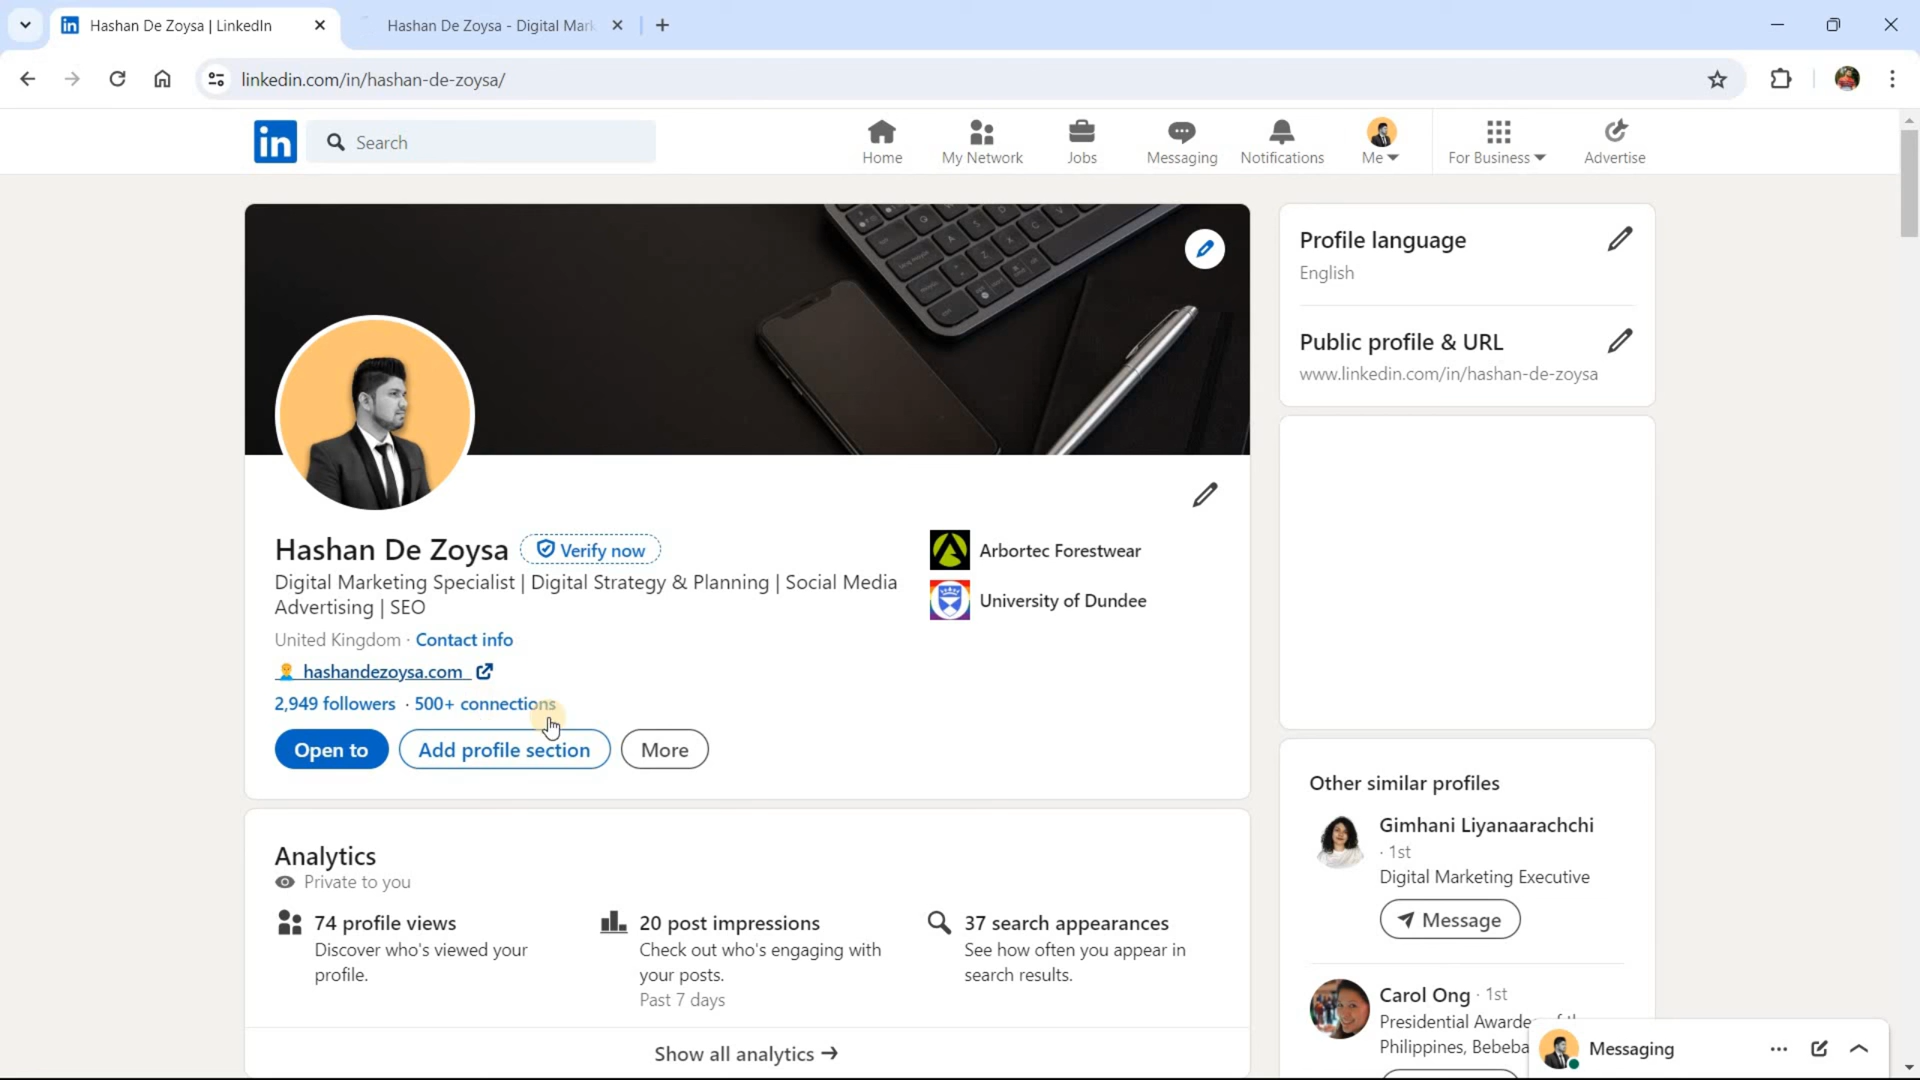 Hashan De Zoysa | LinkedIn
Hashan De Zoysa - Digital Mark
linkedin.com/in/hashan-de-zoysa/
in
Search
Home
My Network
Jobs
Messaging
Notifications
Me
For Business
Advertise
Profile language
English
Public profile & URL
www.linkedin.com/in/hashan-de-zoysa
Hashan De Zoysa
Verify now
Digital Marketing Specialist | Digital Strategy & Planning | Social Media
Advertising | SEO
United Kingdom · Contact info
hashandezoysa.com
2,949 followers · 500+ connections
Open to
Add profile section
More
Arbortec Forestwear
University of Dundee
Analytics
Private to you
74 profile views
Discover who's viewed your
profile.
20 post impressions
Check out who's engaging with
your posts.
Past 7 days
37 search appearances
See how often you appear in
search results.
Show all analytics →
Other similar profiles
Gimhani Liyanaarachchi
· 1st
Digital Marketing Executive
Message
Carol Ong · 1st
Presidential Awardee
Philippines, Bebeba
Messaging